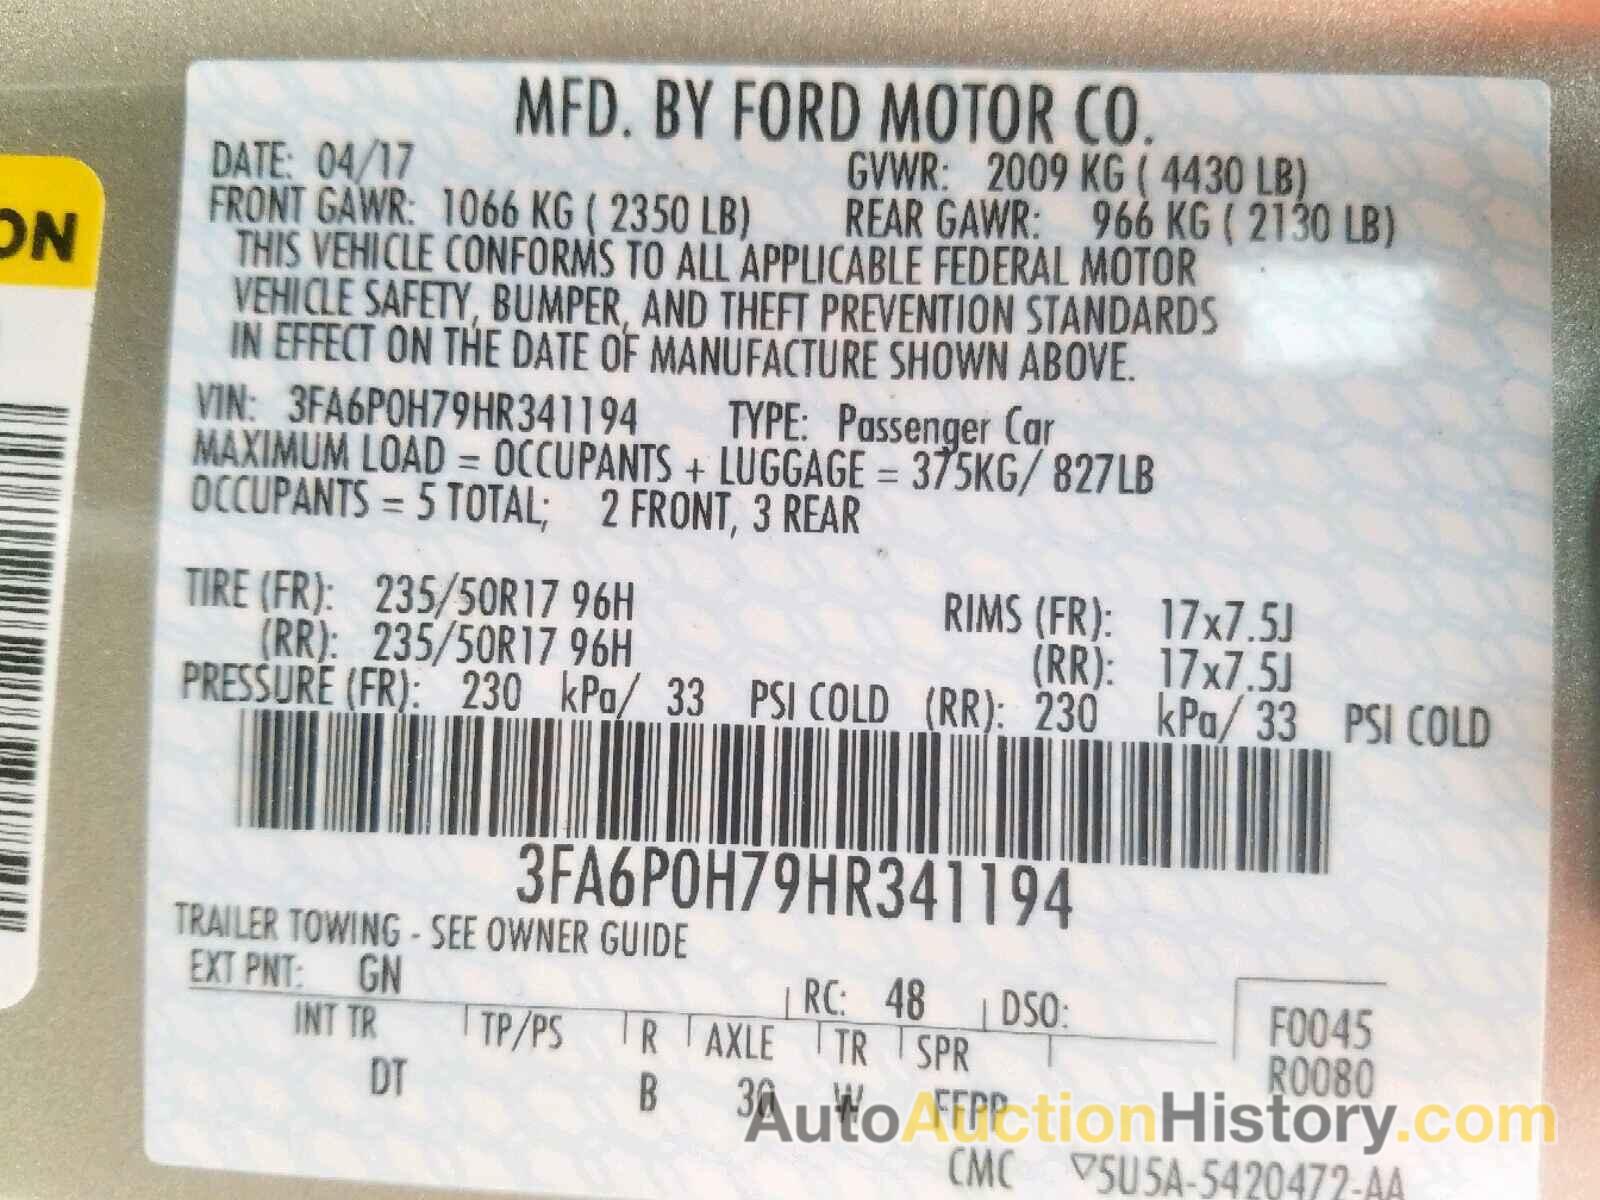 MFD. BY FORD MOTOR CO.
DATE: 04/17 GVWR: 2009 KG ( 4430 LB)
FRONT GAWR: 1066 KG ( 2350 LB) REAR GAWR: 966 KG ( 2130 LB)
THIS VEHICLE CONFORMS TO ALL APPLICABLE FEDERAL MOTOR
VEHICLE SAFETY, BUMPER, AND THEFT PREVENTION STANDARDS
IN EFFECT ON THE DATE OF MANUFACTURE SHOWN ABOVE.
VIN: 3FA6P0H79HR341194 TYPE: Passenger Car
MAXIMUM LOAD = OCCUPANTS + LUGGAGE = 375KG/ 827LB
OCCUPANTS = 5 TOTAL; 2 FRONT, 3 REAR
TIRE (FR): 235/50R17 96H RIMS (FR): 17x7.5J
(RR): 235/50R17 96H (RR): 17x7.5J
PRESSURE (FR): 230 kPa/ 33 PSI COLD (RR): 230 kPa/ 33 PSI COLD
3FA6P0H79HR341194
TRAILER TOWING - SEE OWNER GUIDE
EXT PNT: GN RC: 48 DSO: F0045
INT TR TP/PS R AXLE TR SPR R0080
DT B 30 W FFPP
AutoAuctionHistory.com
CMC ▽5U5A-5420472-AA
ON